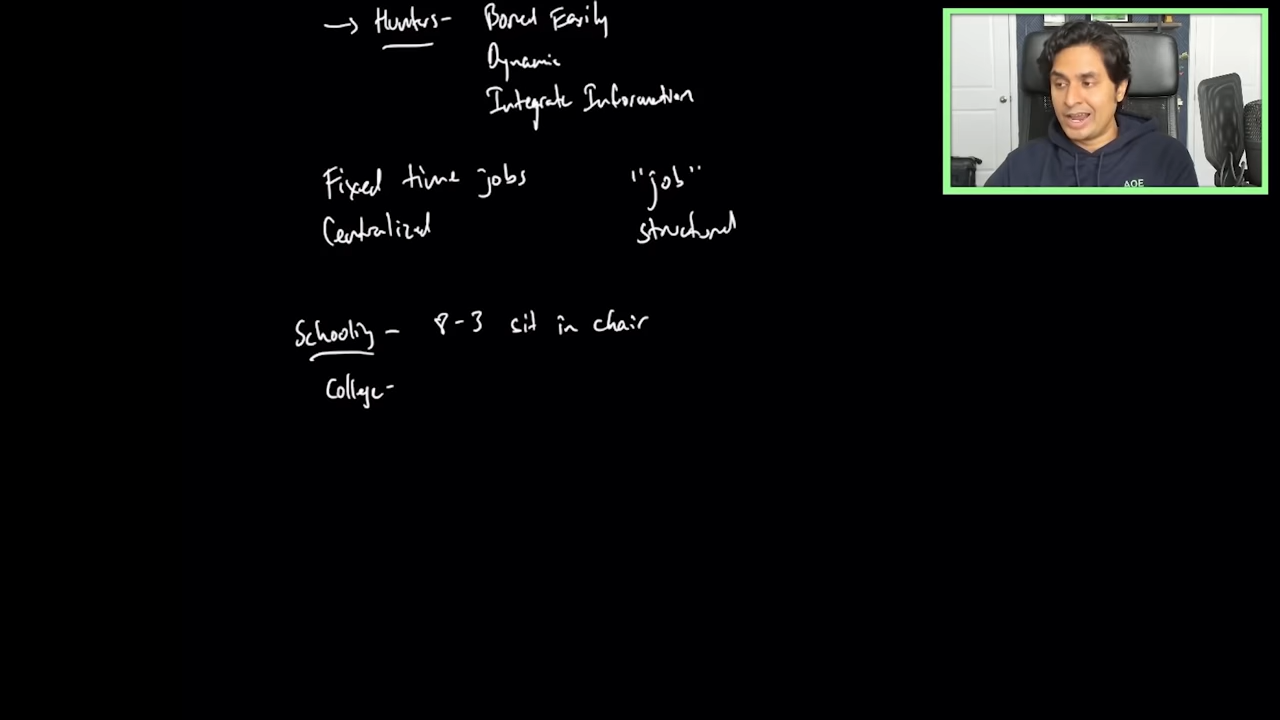 → Hunters - Bored Easily
Dynamic
Integrate Information
Fixed time jobs "job"
Centralized structured
Schooling - 8-3 sit in chair
College -
AOE